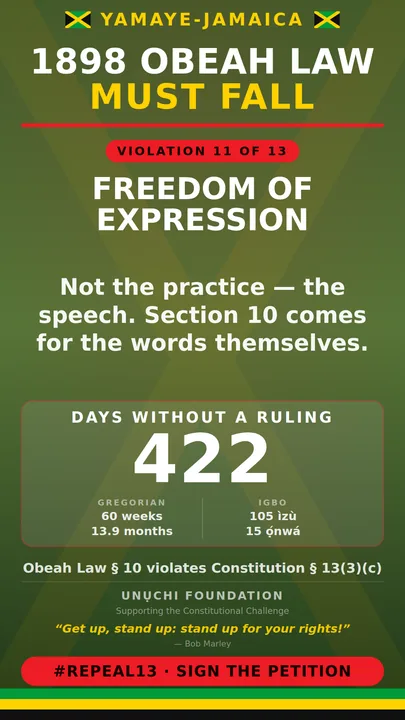 YAMAYE-JAMAICA
1898 OBEAH LAW
MUST FALL
VIOLATION 11 OF 13
FREEDOM OF
EXPRESSION
Not the practice — the
speech. Section 10 comes
for the words themselves.
DAYS WITHOUT A RULING
422
GREGORIAN
60 weeks
13.9 months
IGBO
105 ìzù
15 ọ́nwá
Obeah Law § 10 violates Constitution § 13(3)(c)
UNỤCHI FOUNDATION
Supporting the Constitutional Challenge
“Get up, stand up: stand up for your rights!”
— Bob Marley
#REPEAL13 · SIGN THE PETITION